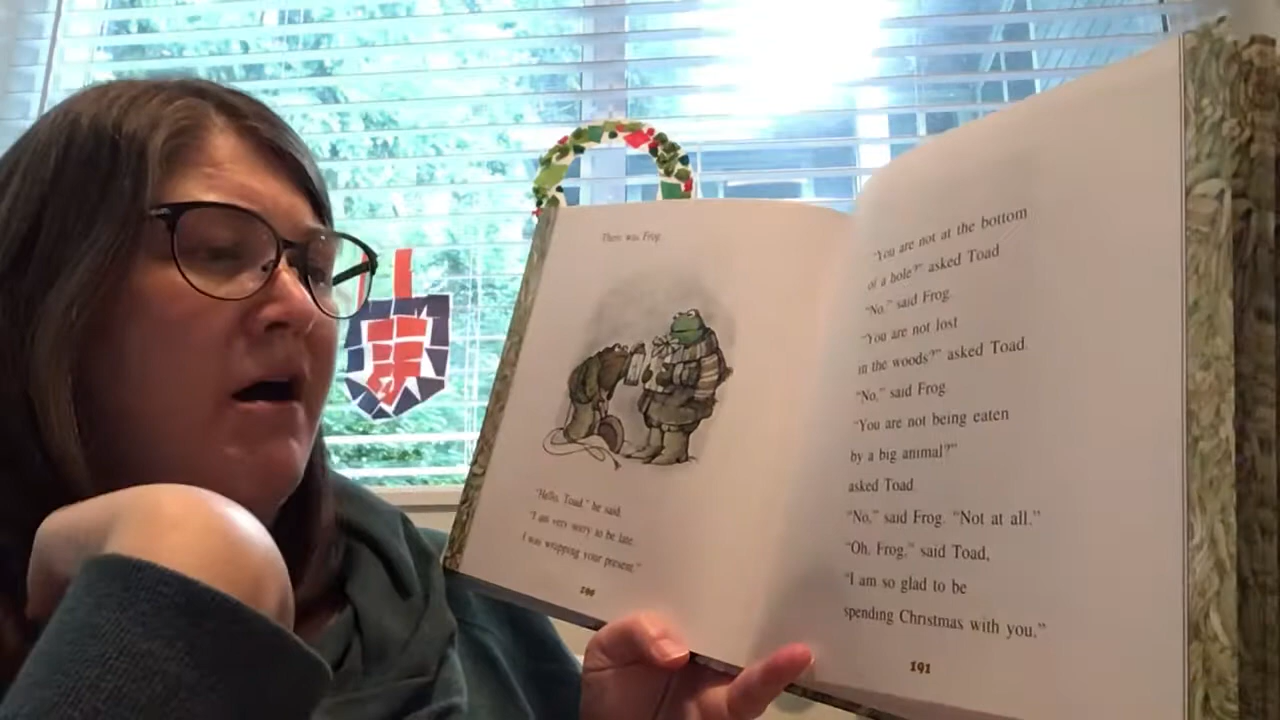 There was Frog.
"Hello, Toad," he said.
"I am very sorry to be late.
I was wrapping your present."
190
"You are not at the bottom
of a hole?" asked Toad.
"No," said Frog.
"You are not lost
in the woods?" asked Toad.
"No," said Frog.
"You are not being eaten
by a big animal?"
asked Toad.
"No," said Frog. "Not at all."
"Oh, Frog," said Toad,
"I am so glad to be
spending Christmas with you."
191